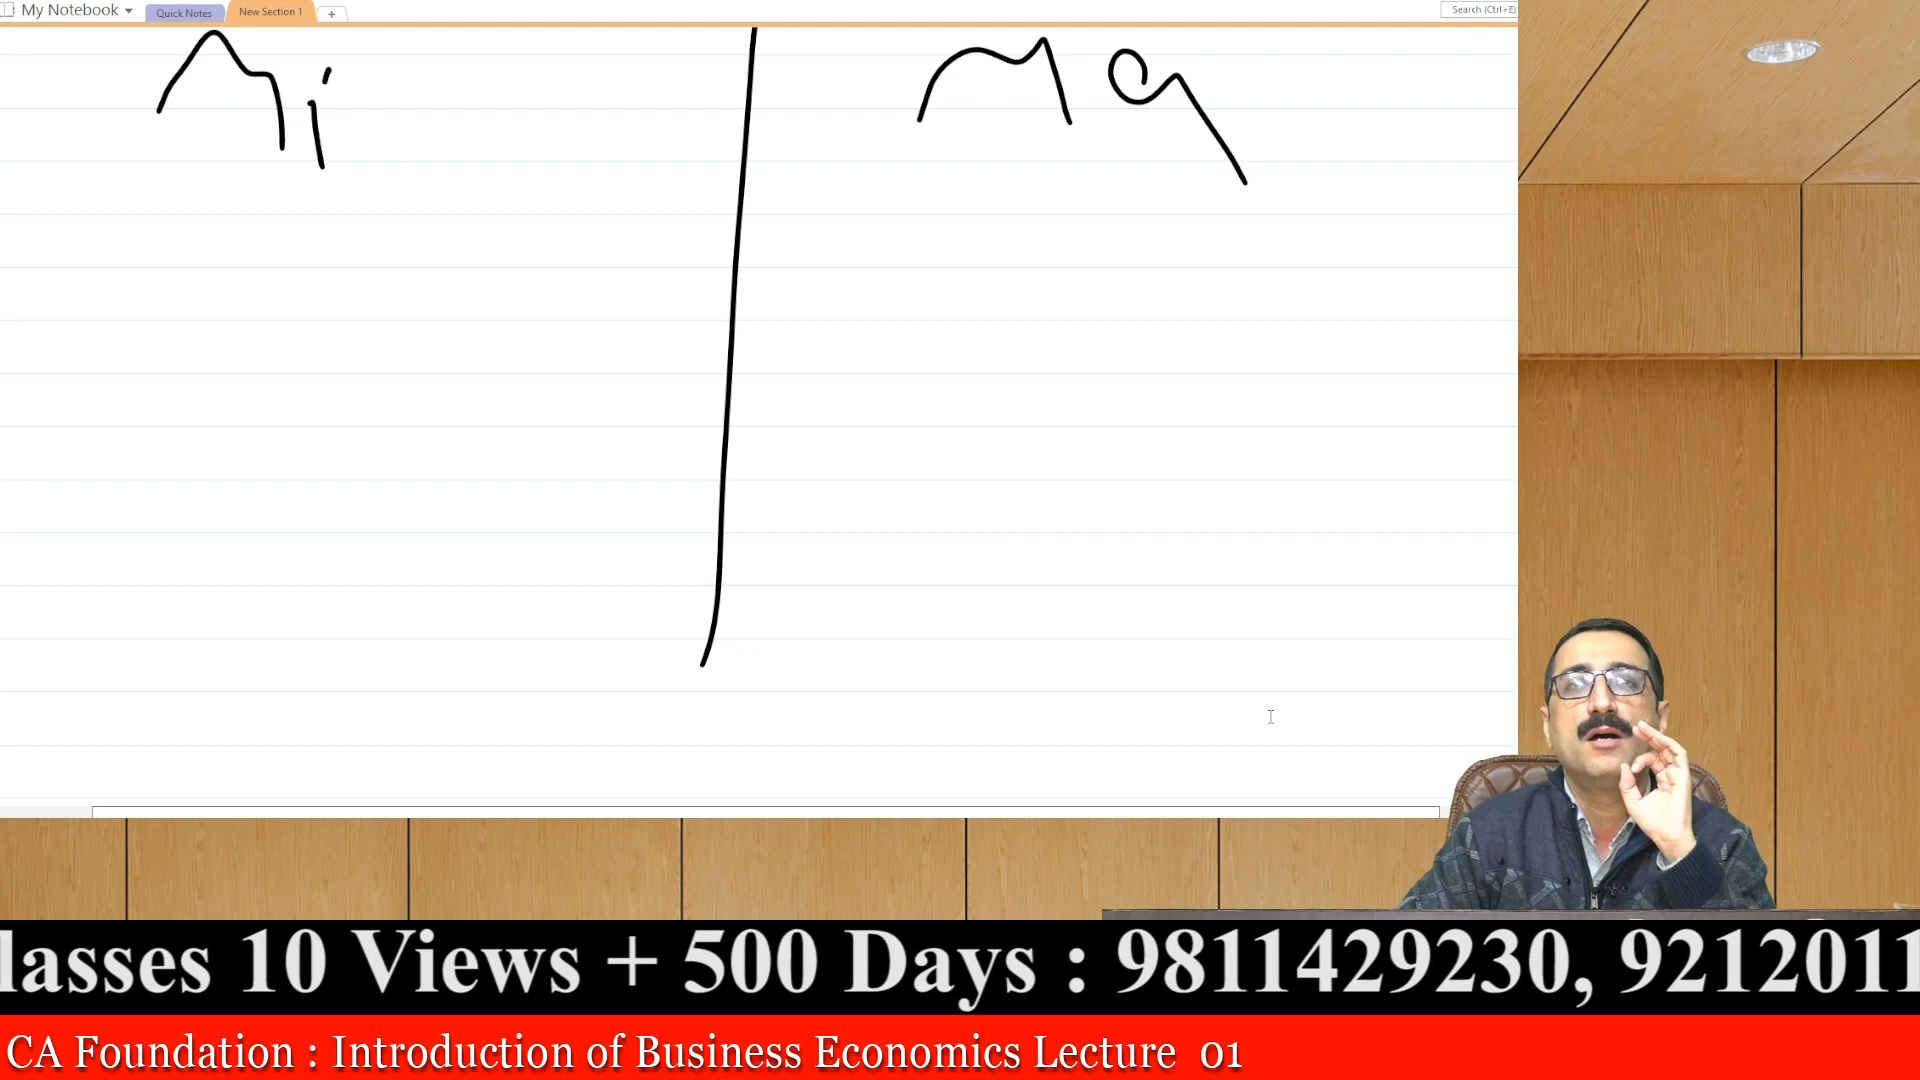 My Notebook Quick Notes New Section 1 + Search (Ctrl+E)
Mi Ma
lasses 10 Views + 500 Days : 9811429230, 9212011
CA Foundation : Introduction of Business Economics Lecture 01